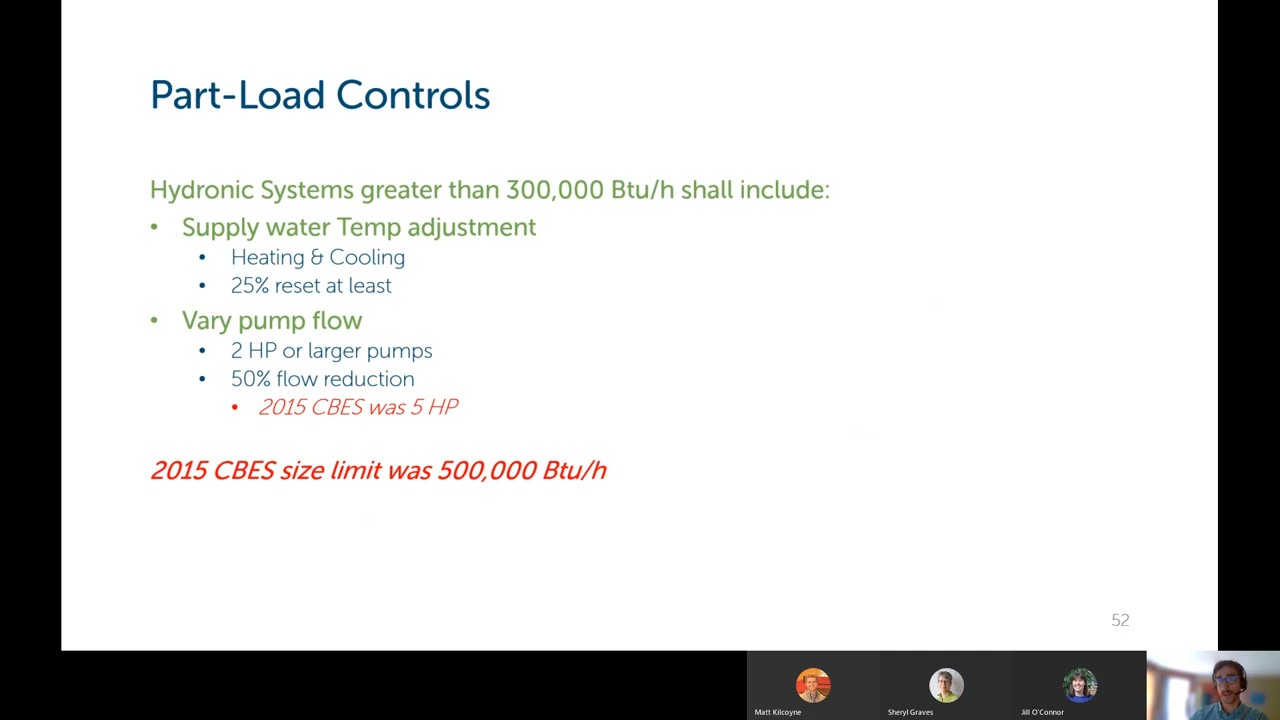 Part-Load Controls
Hydronic Systems greater than 300,000 Btu/h shall include:
• Supply water Temp adjustment
• Heating & Cooling
• 25% reset at least
• Vary pump flow
• 2 HP or larger pumps
• 50% flow reduction
• 2015 CBES was 5 HP
2015 CBES size limit was 500,000 Btu/h
52
Matt Kilcoyne
Sheryl Graves
Jill O'Connor